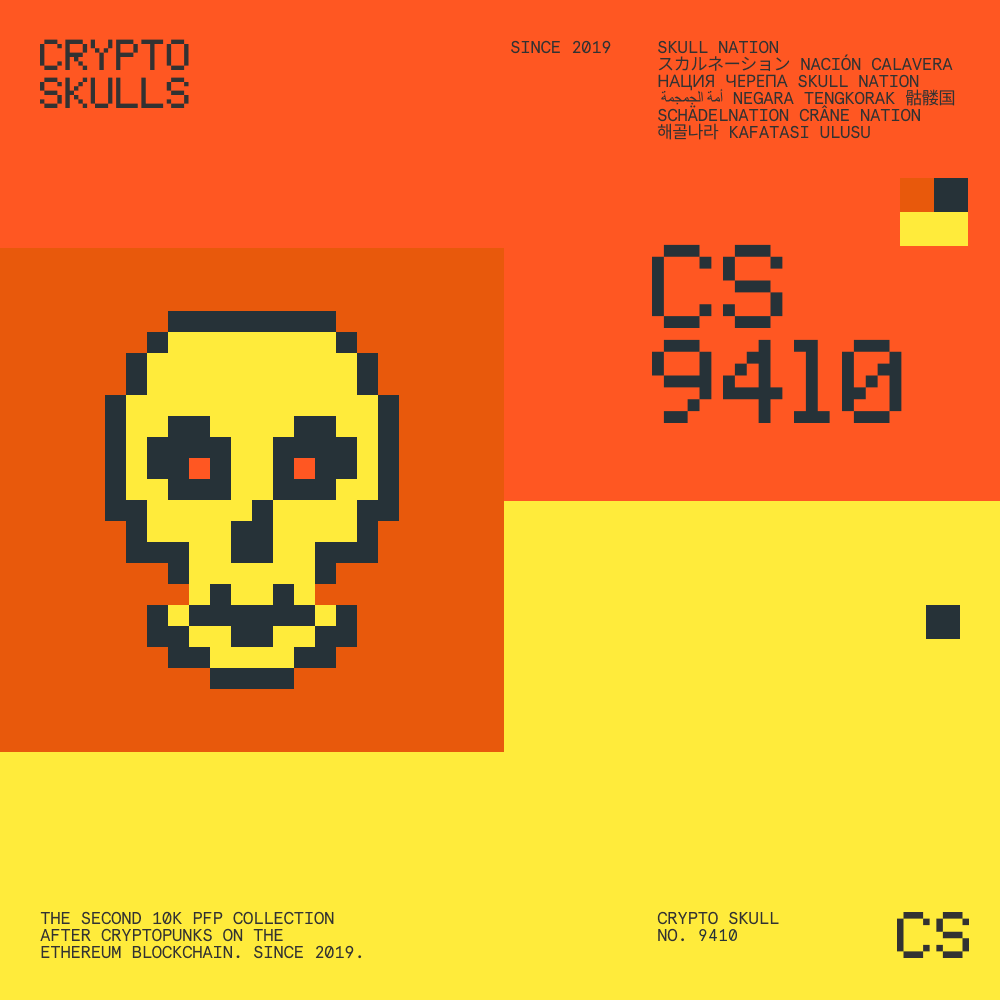 CRYPTO
SKULLS
SINCE 2019
SKULL NATION
スカルネーション NACIÓN CALAVERA
НАЦИЯ ЧЕРЕПА SKULL NATION
أمة الجمجمة NEGARA TENGKORAK 骷髅国
SCHÄDELNATION CRÂNE NATION
해골나라 KAFATASI ULUSU
CS
9410
THE SECOND 10K PFP COLLECTION
AFTER CRYPTOPUNKS ON THE
ETHEREUM BLOCKCHAIN. SINCE 2019.
CRYPTO SKULL
NO. 9410
CS